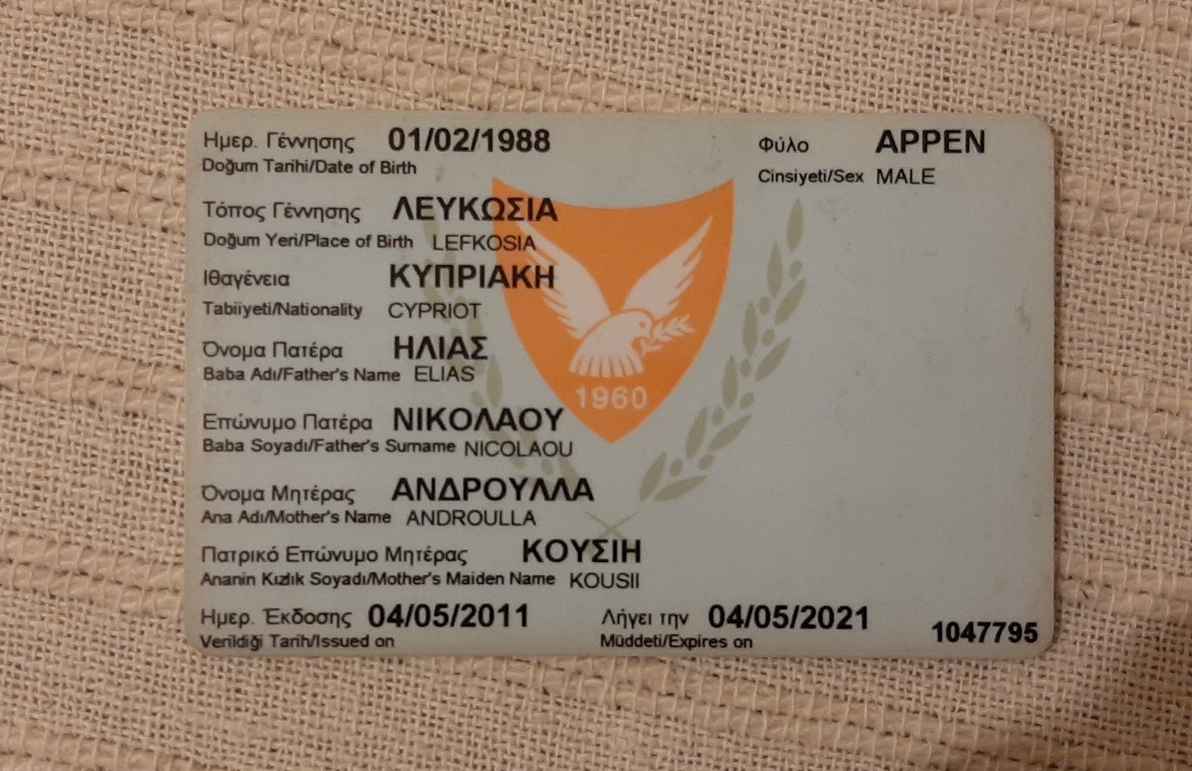 Ημερ. Γέννησης 01/02/1988 Φύλο ΑΡΡΕΝ
Doğum Tarihi/Date of Birth Cinsiyeti/Sex MALE
Τόπος Γέννησης ΛΕΥΚΩΣΙΑ
Doğum Yeri/Place of Birth LEFKOSIA
Ιθαγένεια ΚΥΠΡΙΑΚΗ
Tabiiyeti/Nationality CYPRIOT
Όνομα Πατέρα ΗΛΙΑΣ
Baba Adı/Father's Name ELIAS
1960
Επώνυμο Πατέρα ΝΙΚΟΛΑΟΥ
Baba Soyadı/Father's Surname NICOLAOU
Όνομα Μητέρας ΑΝΔΡΟΥΛΛΑ
Ana Adı/Mother's Name ANDROULLA
Πατρικό Επώνυμο Μητέρας ΚΟΥΣΙΗ
Ananin Kızlık Soyadı/Mother's Maiden Name KOUSII
Ημερ. Έκδοσης 04/05/2011 Λήγει την 04/05/2021
Verildiği Tarih/Issued on Müddeti/Expires on 1047795